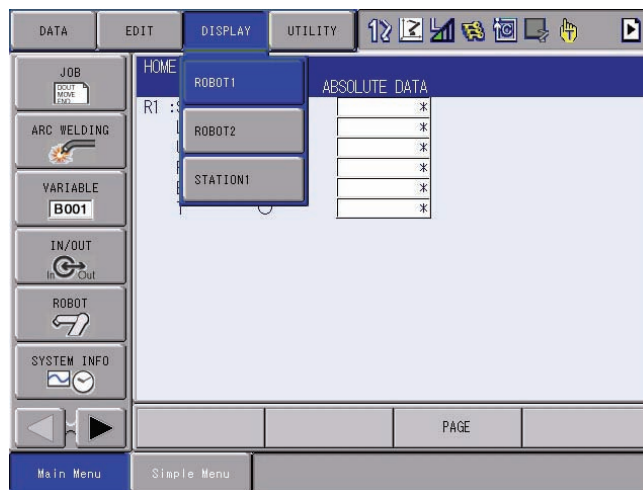 DATA EDIT DISPLAY UTILITY
JOB
DOUT
MOVE
END
ARC WELDING
VARIABLE
B001
IN/OUT
In Out
ROBOT
SYSTEM INFO
HOME
ABSOLUTE DATA
ROBOT1
ROBOT2
STATION1
R1 :S
*
*
*
*
*
*
PAGE
Main Menu Simple Menu